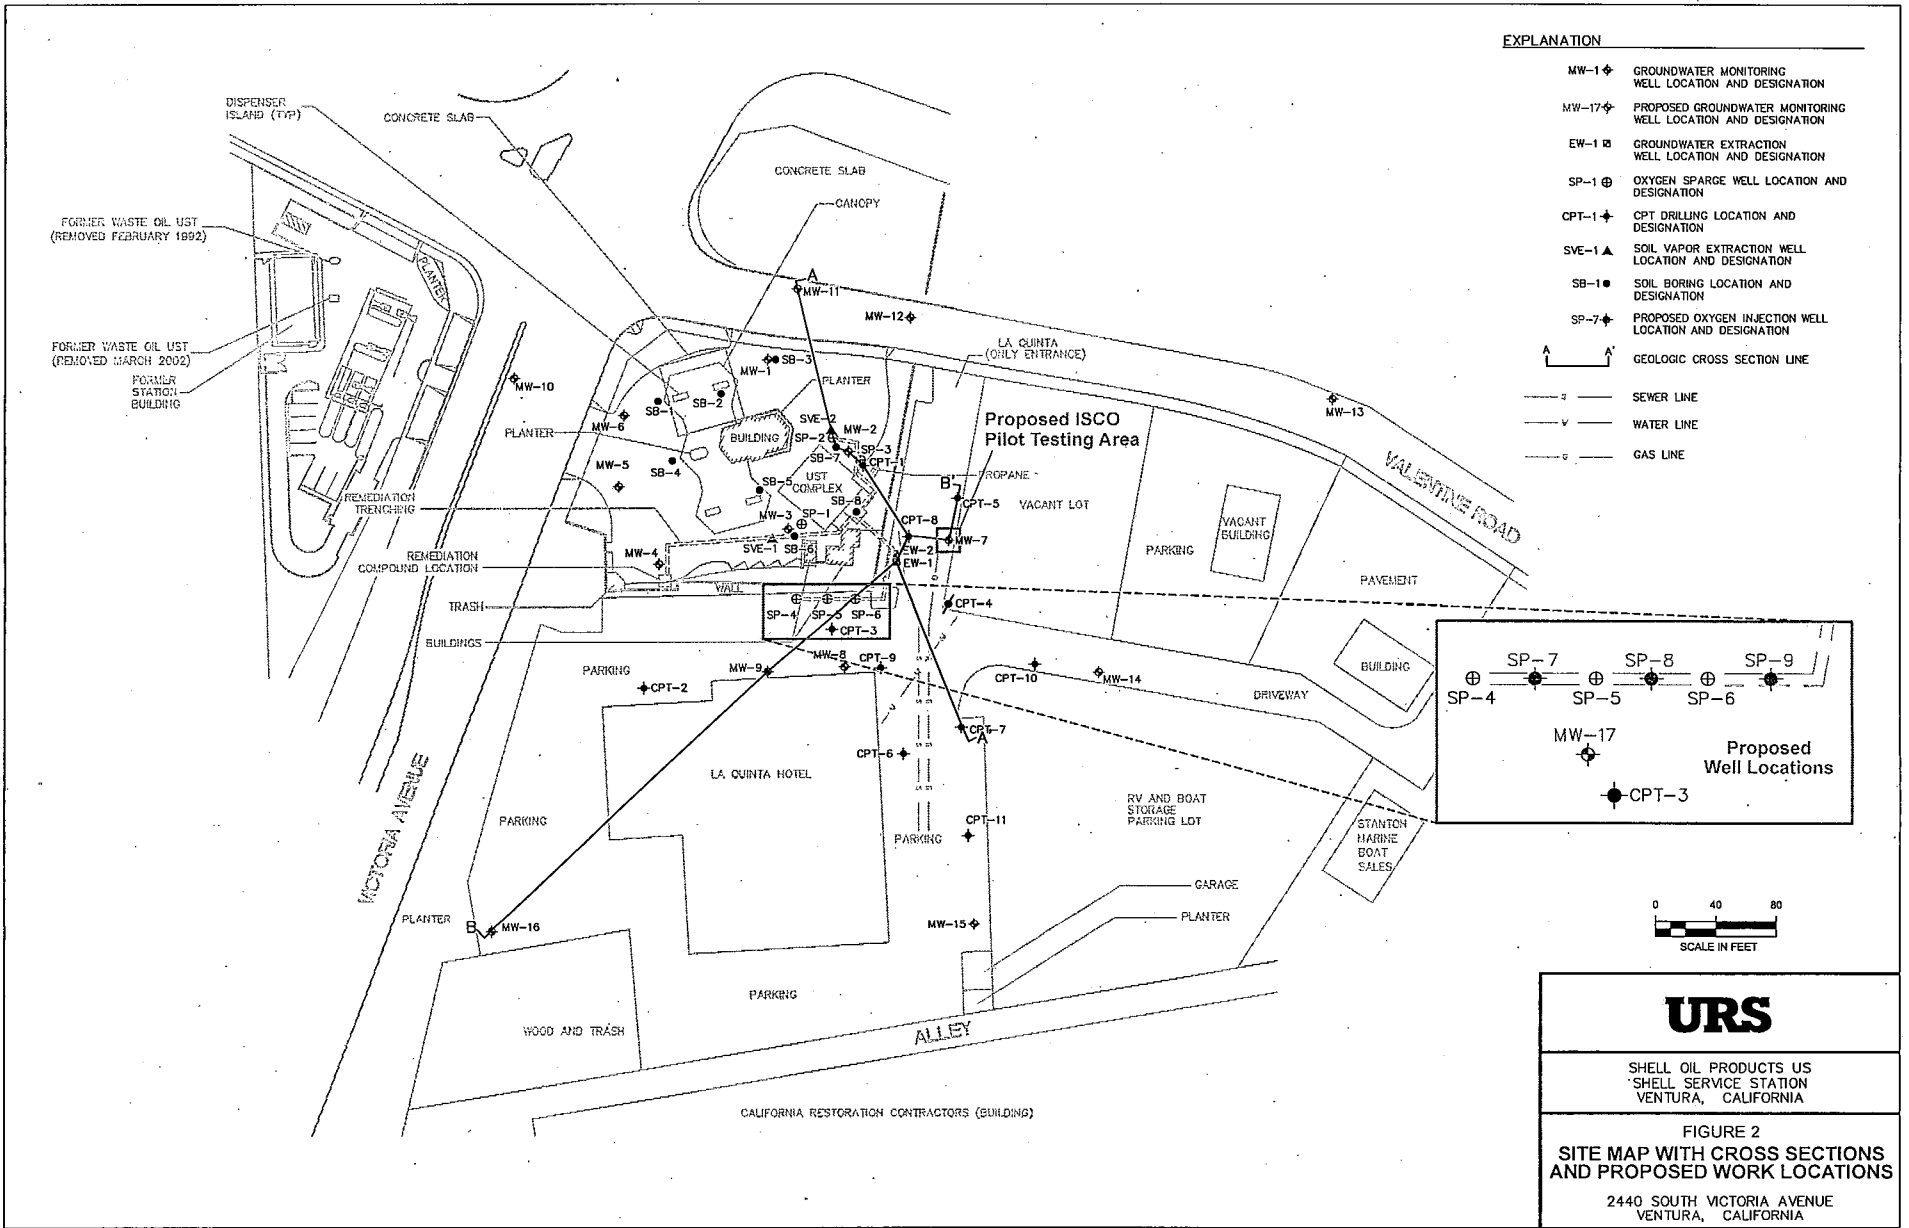 EXPLANATION
MW-1 GROUNDWATER MONITORING
WELL LOCATION AND DESIGNATION
MW-17 PROPOSED GROUNDWATER MONITORING
WELL LOCATION AND DESIGNATION
EW-1 GROUNDWATER EXTRACTION
WELL LOCATION AND DESIGNATION
SP-1 OXYGEN SPARGE WELL LOCATION AND
DESIGNATION
CPT-1 CPT DRILLING LOCATION AND
DESIGNATION
SVE-1 SOIL VAPOR EXTRACTION WELL
LOCATION AND DESIGNATION
SB-1 SOIL BORING LOCATION AND
DESIGNATION
SP-7 PROPOSED OXYGEN INJECTION WELL
LOCATION AND DESIGNATION
A A' GEOLOGIC CROSS SECTION LINE
S SEWER LINE
W WATER LINE
G GAS LINE
DISPENSER
ISLAND (TYP)
CONCRETE SLAB
CONCRETE SLAB
CANOPY
FORMER WASTE OIL UST
(REMOVED FEBRUARY 1992)
PLANTER
FORMER WASTE OIL UST
(REMOVED MARCH 2002)
FORMER
STATION
BUILDING
A
MW-11
MW-12
LA QUINTA
(ONLY ENTRANCE)
MW-1
SB-3
MW-10
PLANTER
SB-1
SB-2
MW-13
MW-6
SVE-2
MW-2
Proposed ISCO
Pilot Testing Area
PLANTER
BUILDING
SP-2
SB-7
SP-3
CPT-1
MW-5
SB-4
UST
COMPLEX
PROPANE
VALENTINE ROAD
REMEDIATION
TRENCHING
SB-5
SB-8
B'
CPT-5
VACANT LOT
MW-3
SP-1
CPT-8
VACANT
BUILDING
SVE-1
SB-6
MW-7
PARKING
MW-4
EW-2
EW-1
REMEDIATION
COMPOUND LOCATION
PAVEMENT
WALL
TRASH
SP-4
SP-5
SP-6
CPT-4
CPT-3
BUILDINGS
PARKING
MW-9
MW-8
CPT-9
CPT-10
MW-14
BUILDING
CPT-2
DRIVEWAY
CPT-7
A'
CPT-6
LA QUINTA HOTEL
VICTORIA AVENUE
PARKING
RV AND BOAT
STORAGE
PARKING LOT
CPT-11
PARKING
STANTON
MARINE
BOAT
SALES
GARAGE
PLANTER
PLANTER
B
MW-16
MW-15
PARKING
WOOD AND TRASH
ALLEY
CALIFORNIA RESTORATION CONTRACTORS (BUILDING)
SP-7
SP-8
SP-9
SP-4
SP-5
SP-6
MW-17
Proposed
Well Locations
CPT-3
0 40 80
SCALE IN FEET
URS
SHELL OIL PRODUCTS US
SHELL SERVICE STATION
VENTURA, CALIFORNIA
FIGURE 2
SITE MAP WITH CROSS SECTIONS
AND PROPOSED WORK LOCATIONS
2440 SOUTH VICTORIA AVENUE
VENTURA, CALIFORNIA